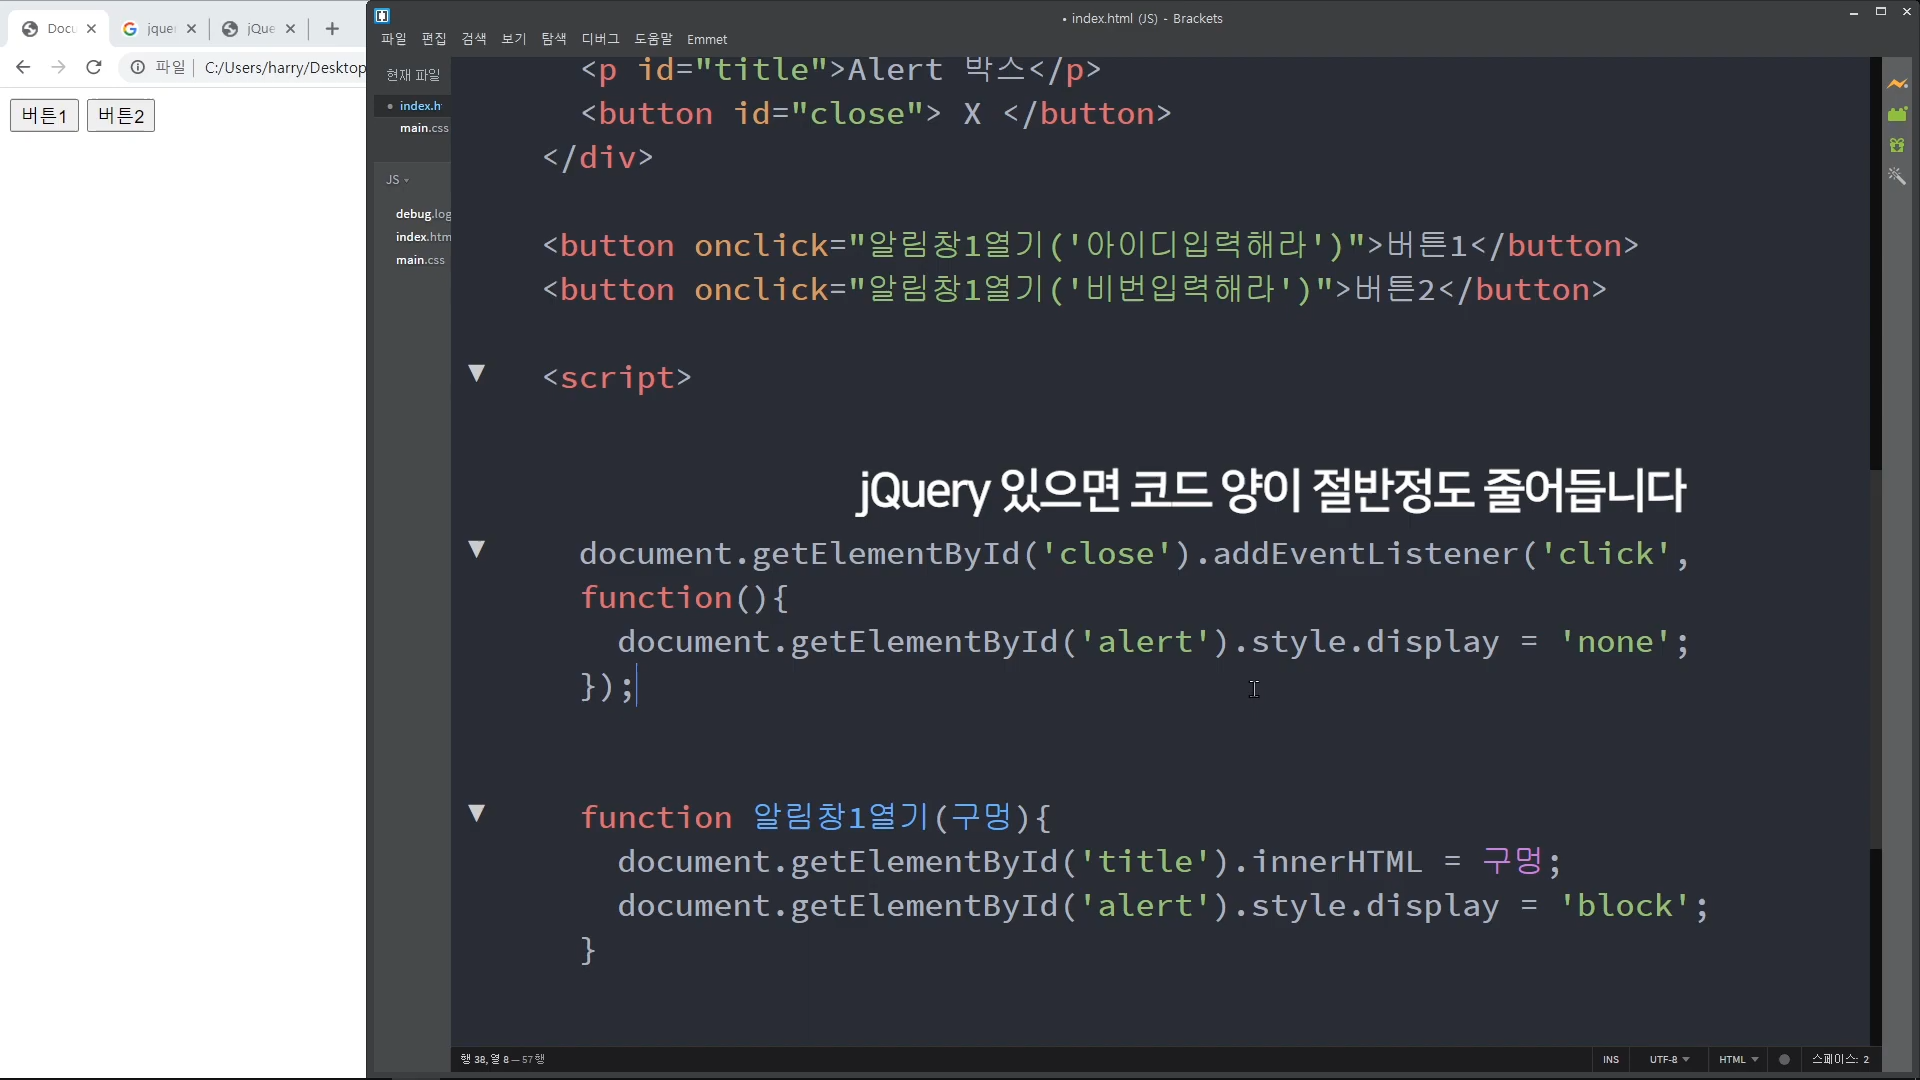 Docu
jquer
jQue
파일
C:/Users/harry/Desktop
버튼1
버튼2
• index.html (JS) - Brackets
파일 편집 검색 보기 탐색 디버그 도움말 Emmet
현재 파일
index.h
main.css
JS
debug.log
index.htm
main.css
<p id="title">Alert 박스</p>
<button id="close"> X </button>
</div>
<button onclick="알림창1열기('아이디입력해라')">버튼1</button>
<button onclick="알림창1열기('비번입력해라')">버튼2</button>
<script>
jQuery 있으면 코드 양이 절반정도 줄어듭니다
document.getElementById('close').addEventListener('click',
function(){
document.getElementById('alert').style.display = 'none';
});
function 알림창1열기(구멍){
document.getElementById('title').innerHTML = 구멍;
document.getElementById('alert').style.display = 'block';
}
행 38, 열 8 — 57 행
INS
UTF-8
HTML
스페이스: 2